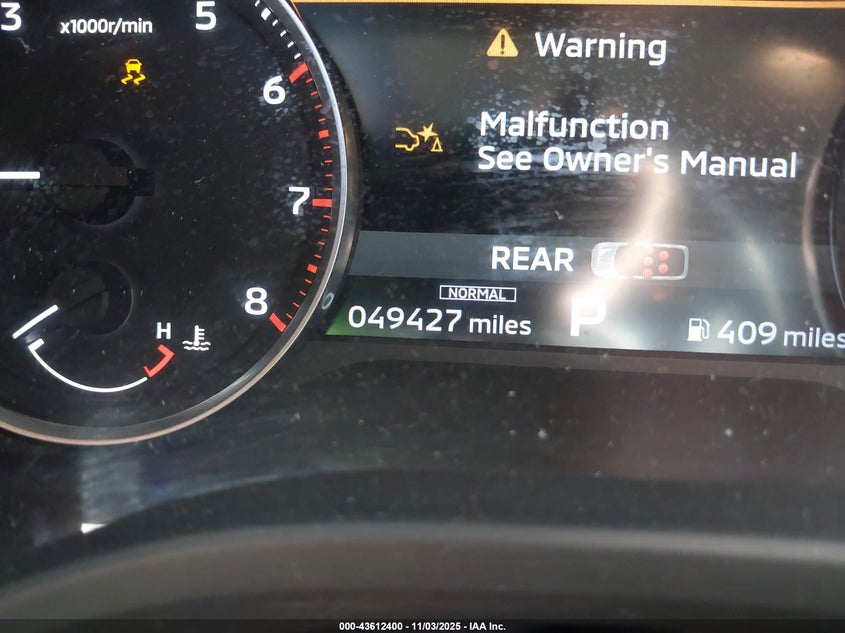 3
5
x1000r/min
6
7
8
H
Warning
Malfunction
See Owner's Manual
REAR
NORMAL
049427 miles
P
409 miles
000-43612400 - 11/03/2025 - IAA Inc.